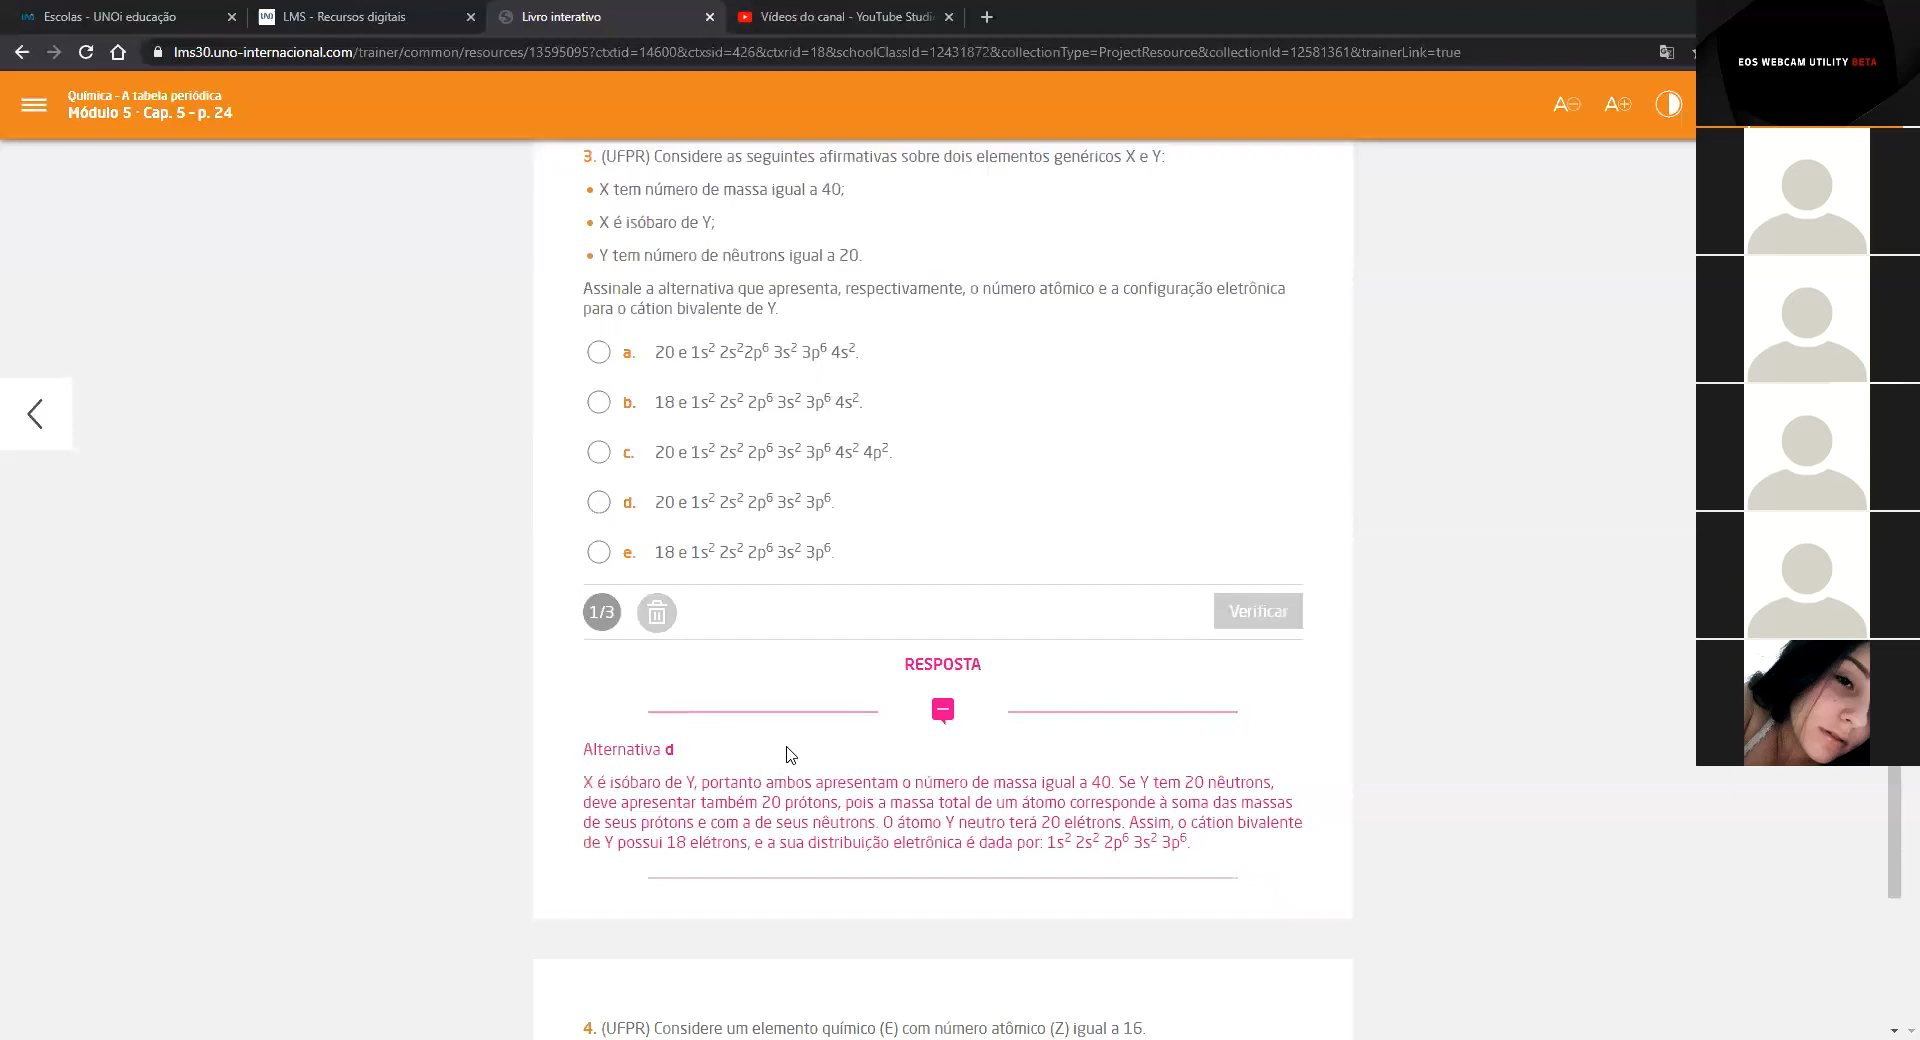 Escolas - UNOi educação
UNO LMS - Recursos digitais
Livro interativo
Vídeos do canal - YouTube Studi
lms30.uno-internacional.com/trainer/common/resources/13595095?ctxtid=14600&ctxsid=426&ctxrid=18&schoolClassId=12431872&collectionType=ProjectResource&collectionId=12581361&trainerLink=true
EOS WEBCAM UTILITY BETA
Química - A tabela periódica
Módulo 5 · Cap. 5 – p. 24
A A
3. (UFPR) Considere as seguintes afirmativas sobre dois elementos genéricos X e Y:
• X tem número de massa igual a 40;
• X é isóbaro de Y;
• Y tem número de nêutrons igual a 20.
Assinale a alternativa que apresenta, respectivamente, o número atômico e a configuração eletrônica
para o cátion bivalente de Y.
a. 20 e 1s² 2s²2p⁶ 3s² 3p⁶ 4s².
b. 18 e 1s² 2s² 2p⁶ 3s² 3p⁶ 4s².
c. 20 e 1s² 2s² 2p⁶ 3s² 3p⁶ 4s² 4p².
d. 20 e 1s² 2s² 2p⁶ 3s² 3p⁶.
e. 18 e 1s² 2s² 2p⁶ 3s² 3p⁶.
1/3
Verificar
RESPOSTA
Alternativa d
X é isóbaro de Y, portanto ambos apresentam o número de massa igual a 40. Se Y tem 20 nêutrons,
deve apresentar também 20 prótons, pois a massa total de um átomo corresponde à soma das massas
de seus prótons e com a de seus nêutrons. O átomo Y neutro terá 20 elétrons. Assim, o cátion bivalente
de Y possui 18 elétrons, e a sua distribuição eletrônica é dada por: 1s² 2s² 2p⁶ 3s² 3p⁶.
4. (UFPR) Considere um elemento químico (E) com número atômico (Z) igual a 16.